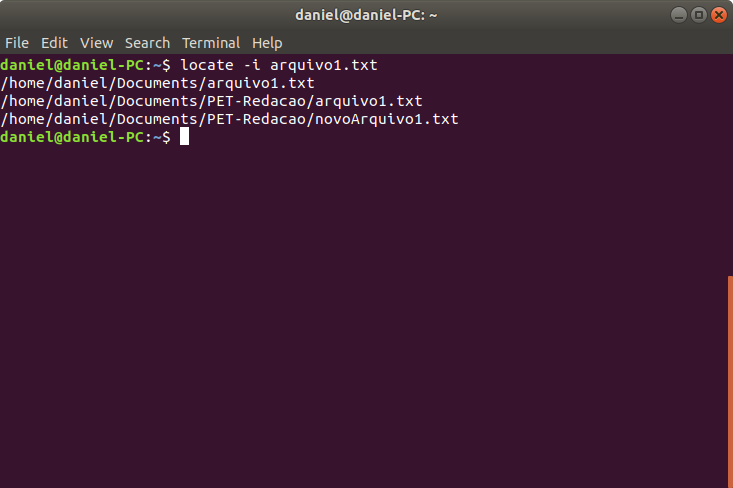 daniel@daniel-PC: ~
File Edit View Search Terminal Help
daniel@daniel-PC:~$ locate -i arquivo1.txt
/home/daniel/Documents/arquivo1.txt
/home/daniel/Documents/PET-Redacao/arquivo1.txt
/home/daniel/Documents/PET-Redacao/novoArquivo1.txt
daniel@daniel-PC:~$